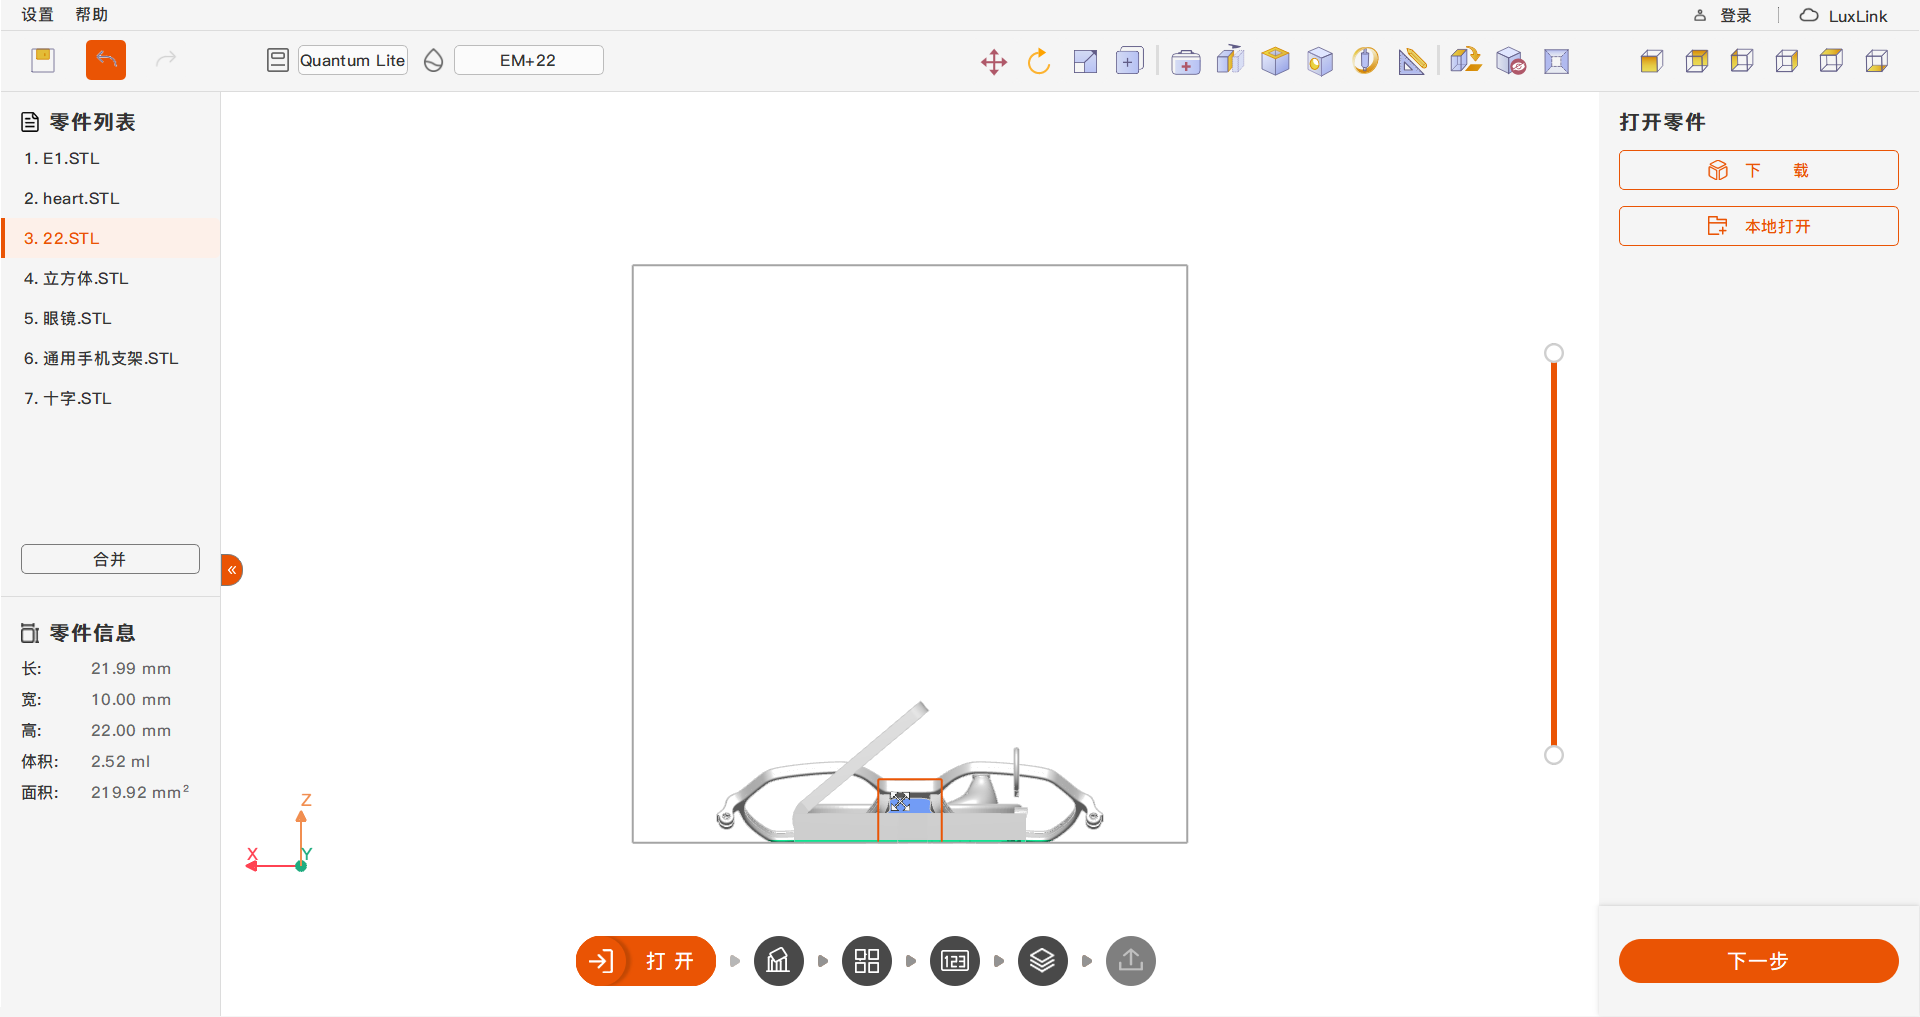 设置 帮助
登录 LuxLink
Quantum Lite EM+22
零件列表
1. E1.STL
2. heart.STL
3. 22.STL
4. 立方体.STL
5. 眼镜.STL
6. 通用手机支架.STL
7. 十字.STL
合并
«
零件信息
长: 21.99 mm
宽: 10.00 mm
高: 22.00 mm
体积: 2.52 ml
面积: 219.92 mm²
Z
X Y
打开
123
打开零件
下 载
本地打开
下一步